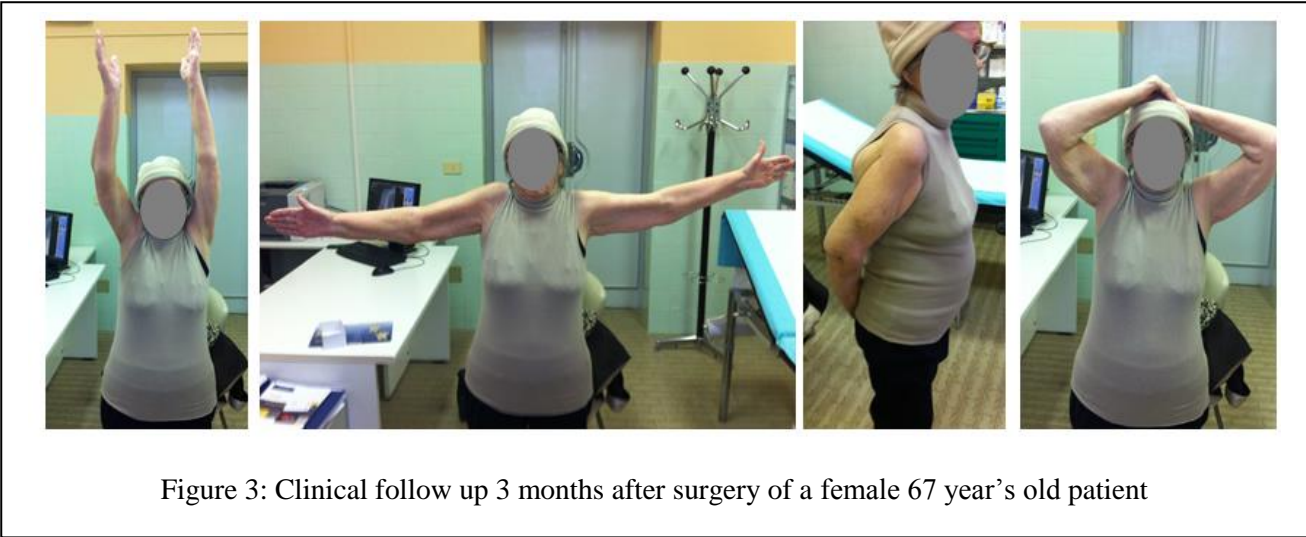 Figure 3: Clinical follow up 3 months after surgery of a female 67 year’s old patient